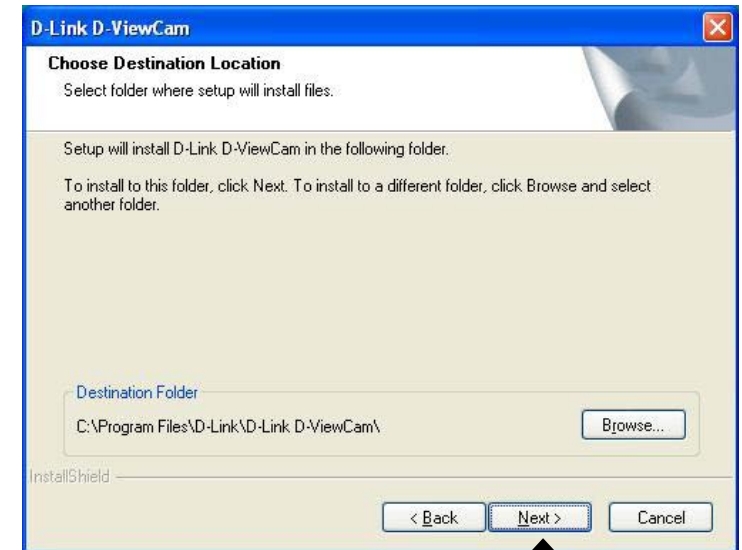 D-Link D-ViewCam
Choose Destination Location
Select folder where setup will install files.
Setup will install D-Link D-ViewCam in the following folder.
To install to this folder, click Next. To install to a different folder, click Browse and select
another folder.
Destination Folder
C:\Program Files\D-Link\D-Link D-ViewCam\
Browse...
InstallShield
< Back
Next >
Cancel